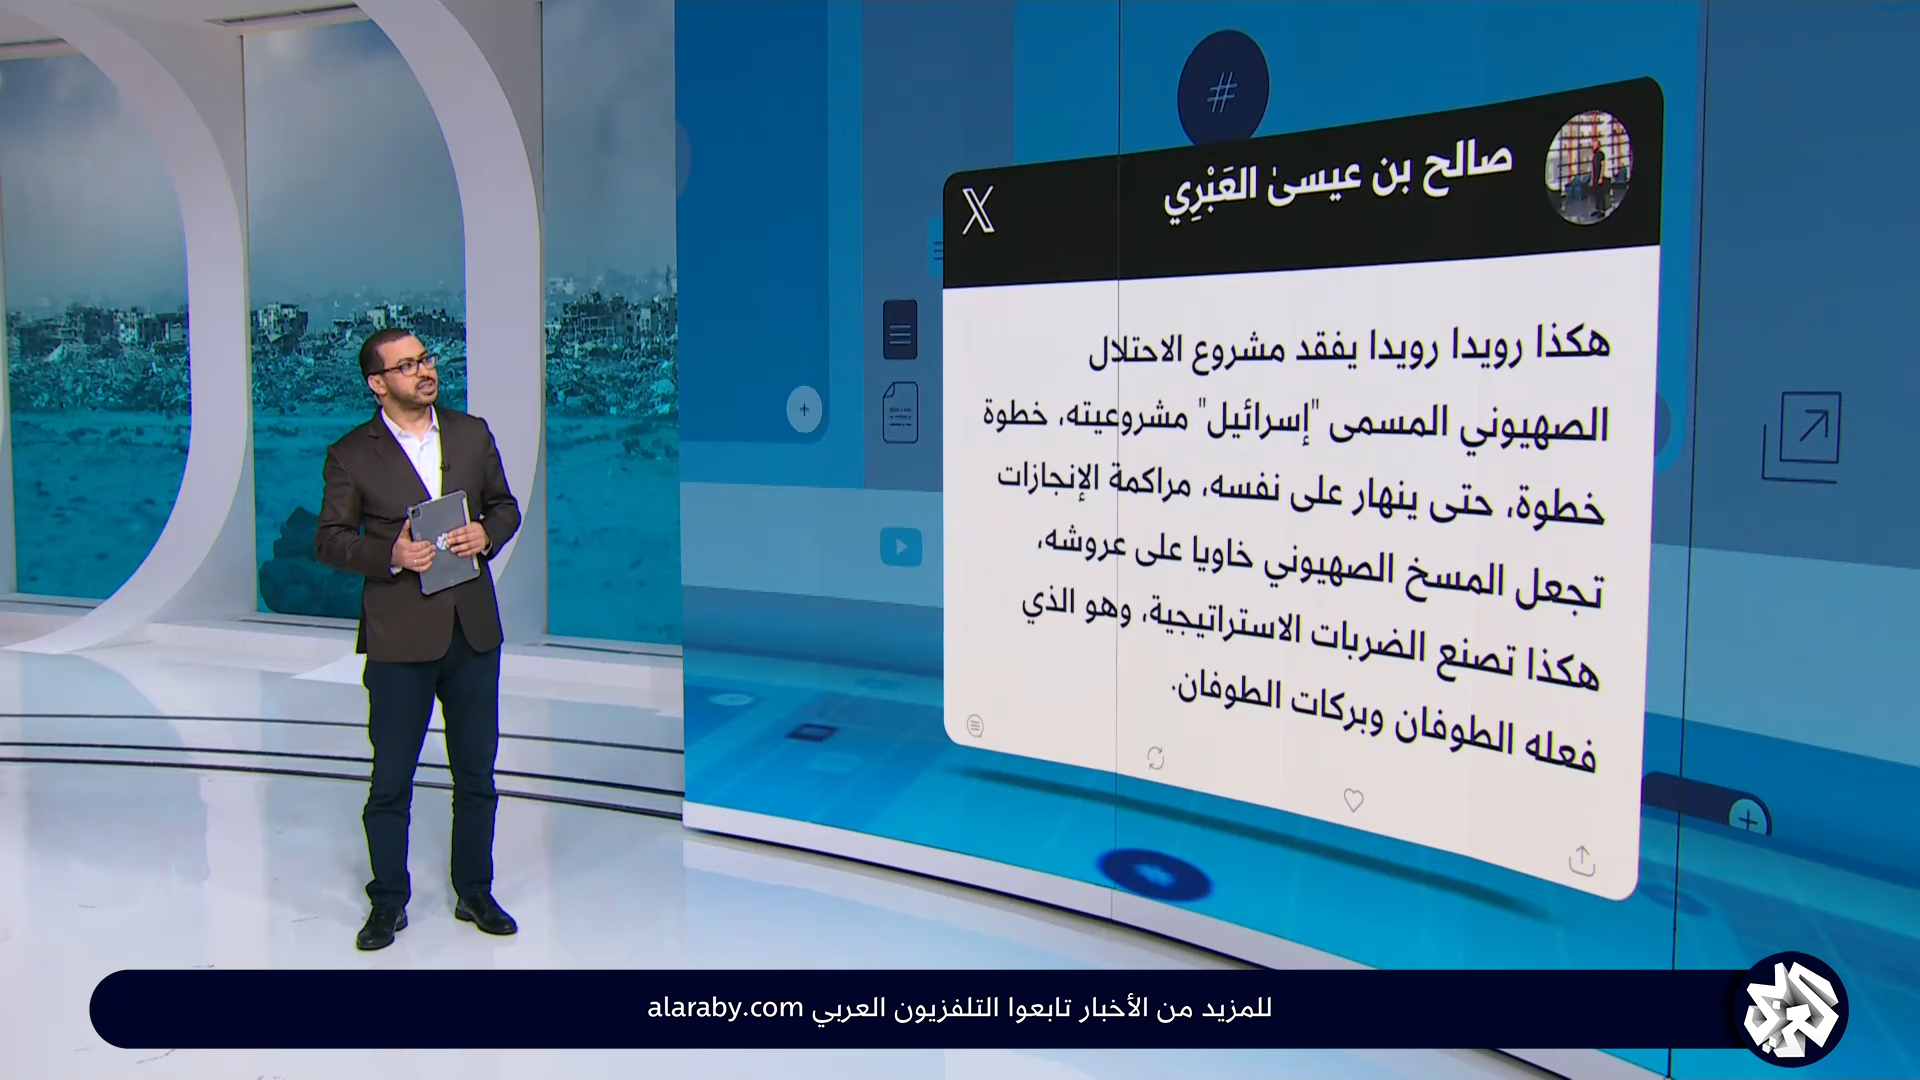 #
صالح بن عيسىٰ العَبْرِي
هكذا رويدا رويدا يفقد مشروع الاحتلال
الصهيوني المسمى "إسرائيل" مشروعيته، خطوة
خطوة، حتى ينهار على نفسه، مراكمة الإنجازات
تجعل المسخ الصهيوني خاويا على عروشه،
هكذا تصنع الضربات الاستراتيجية، وهو الذي
فعله الطوفان وبركات الطوفان.
للمزيد من الأخبار تابعوا التلفزيون العربي alaraby.com
العربي